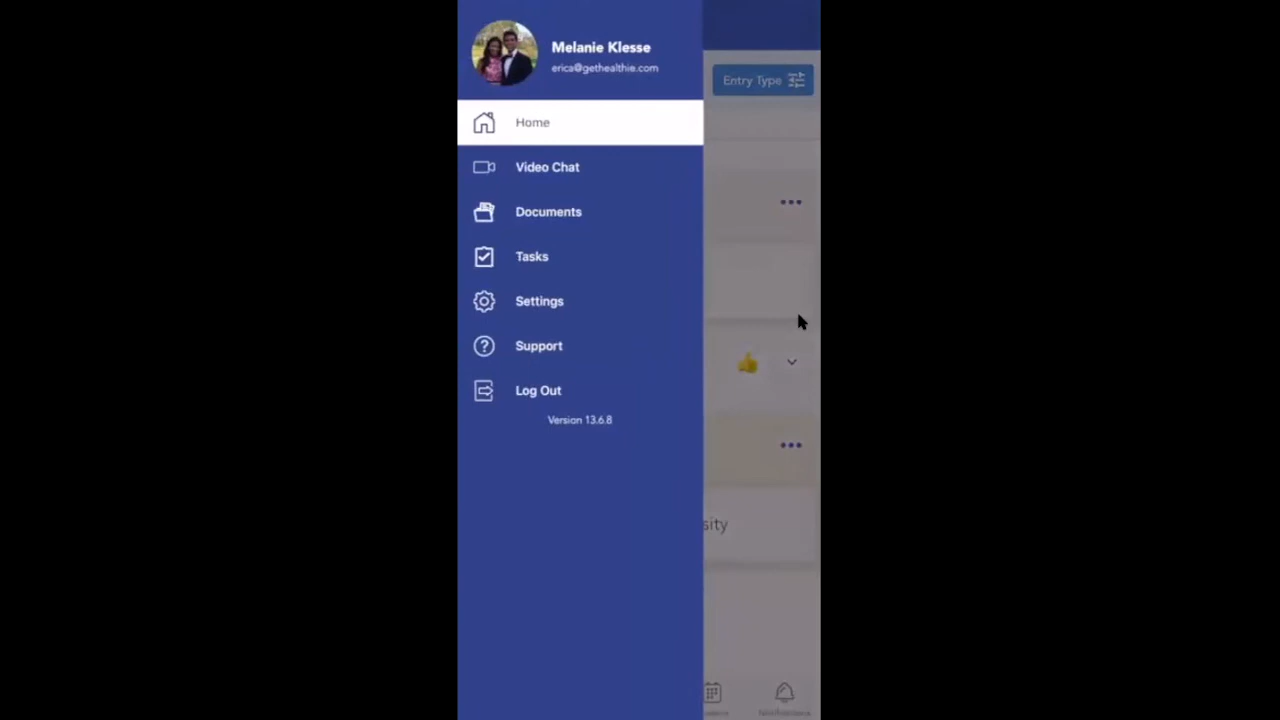 Melanie Klesse
erica@gethealthie.com
Entry Type
Home
Video Chat
Documents
Tasks
Settings
Support
Log Out
Version 13.6.8
sity